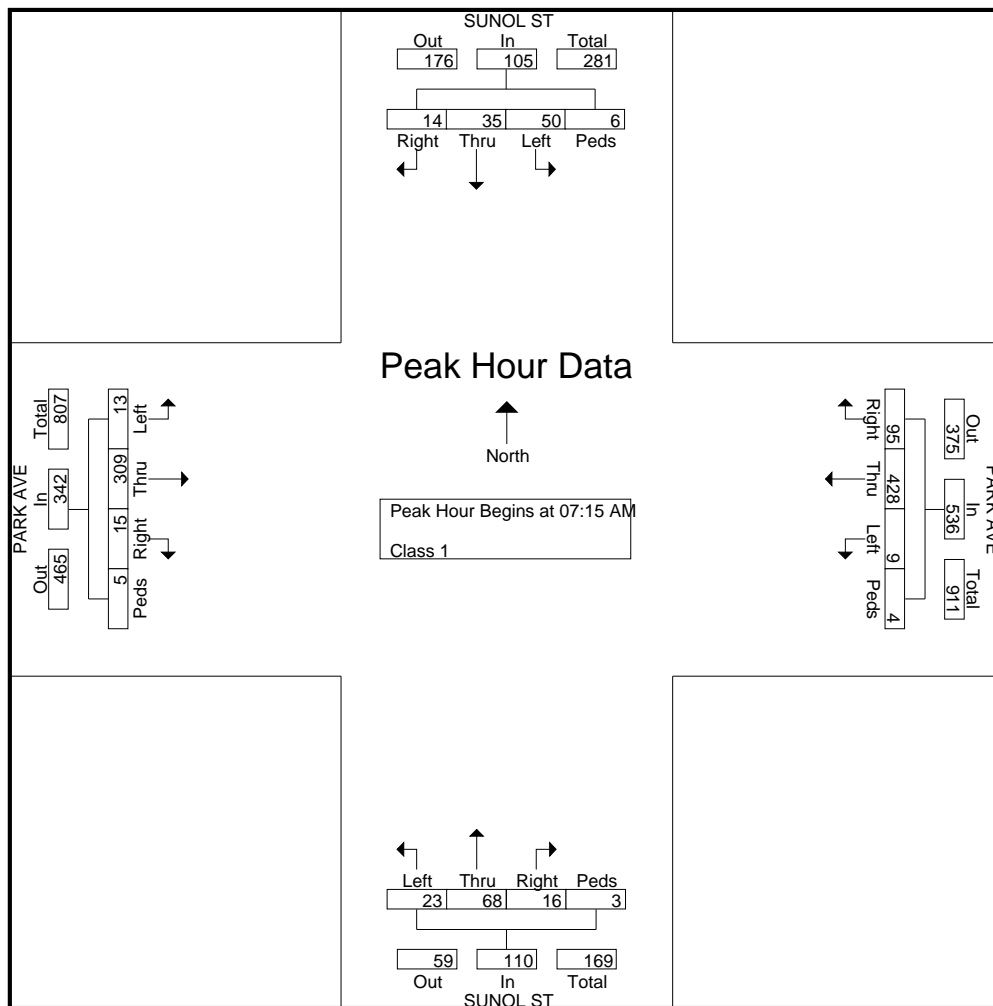 SUNOL ST
Out In Total
176 105 281
14 35 50 6
Right Thru Left Peds
Peak Hour Data
North
Peak Hour Begins at 07:15 AM
Class 1
PARK AVE
Out In Total
465 342 807
13 309 15 5
Left Thru Right Peds
PARK AVE
Out In Total
375 536 911
95 428 9 4
Right Thru Left Peds
Left Thru Right Peds
23 68 16 3
59 110 169
Out In Total
SUNOL ST